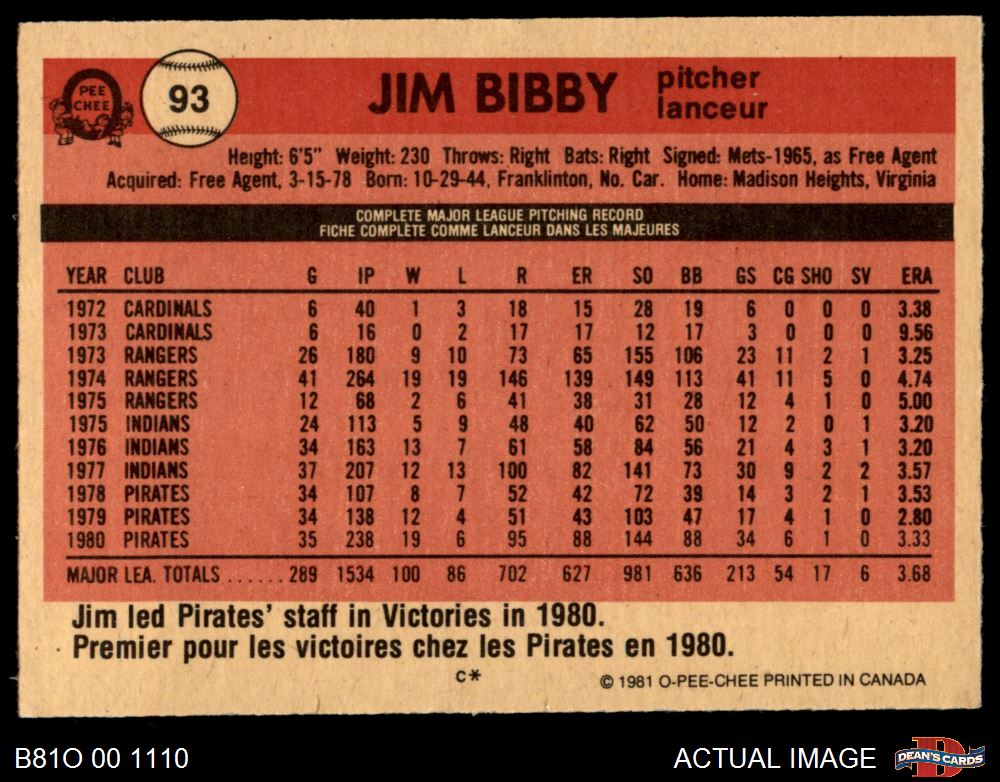 PEE CHEE
93
JIM BIBBY
pitcher
lanceur
Height: 6'5" Weight: 230 Throws: Right Bats: Right Signed: Mets-1965, as Free Agent
Acquired: Free Agent, 3-15-78 Born: 10-29-44, Franklinton, No. Car. Home: Madison Heights, Virginia
COMPLETE MAJOR LEAGUE PITCHING RECORD
FICHE COMPLÈTE COMME LANCEUR DANS LES MAJEURES
YEAR CLUB G IP W L R ER SO BB GS CG SHO SV ERA
1972 CARDINALS 6 40 1 3 18 15 28 19 6 0 0 0 3.38
1973 CARDINALS 6 16 0 2 17 17 12 17 3 0 0 0 9.56
1973 RANGERS 26 180 9 10 73 65 155 106 23 11 2 1 3.25
1974 RANGERS 41 264 19 19 146 139 149 113 41 11 5 0 4.74
1975 RANGERS 12 68 2 6 41 38 31 28 12 4 1 0 5.00
1975 INDIANS 24 113 5 9 48 40 62 50 12 2 0 1 3.20
1976 INDIANS 34 163 13 7 61 58 84 56 21 4 3 1 3.20
1977 INDIANS 37 207 12 13 100 82 141 73 30 9 2 2 3.57
1978 PIRATES 34 107 8 7 52 42 72 39 14 3 2 1 3.53
1979 PIRATES 34 138 12 4 51 43 103 47 17 4 1 0 2.80
1980 PIRATES 35 238 19 6 95 88 144 88 34 6 1 0 3.33
MAJOR LEA. TOTALS ...... 289 1534 100 86 702 627 981 636 213 54 17 6 3.68
Jim led Pirates' staff in Victories in 1980.
Premier pour les victoires chez les Pirates en 1980.
C*
© 1981 O-PEE-CHEE PRINTED IN CANADA
B81O 00 1110
ACTUAL IMAGE
DEAN'S CARDS